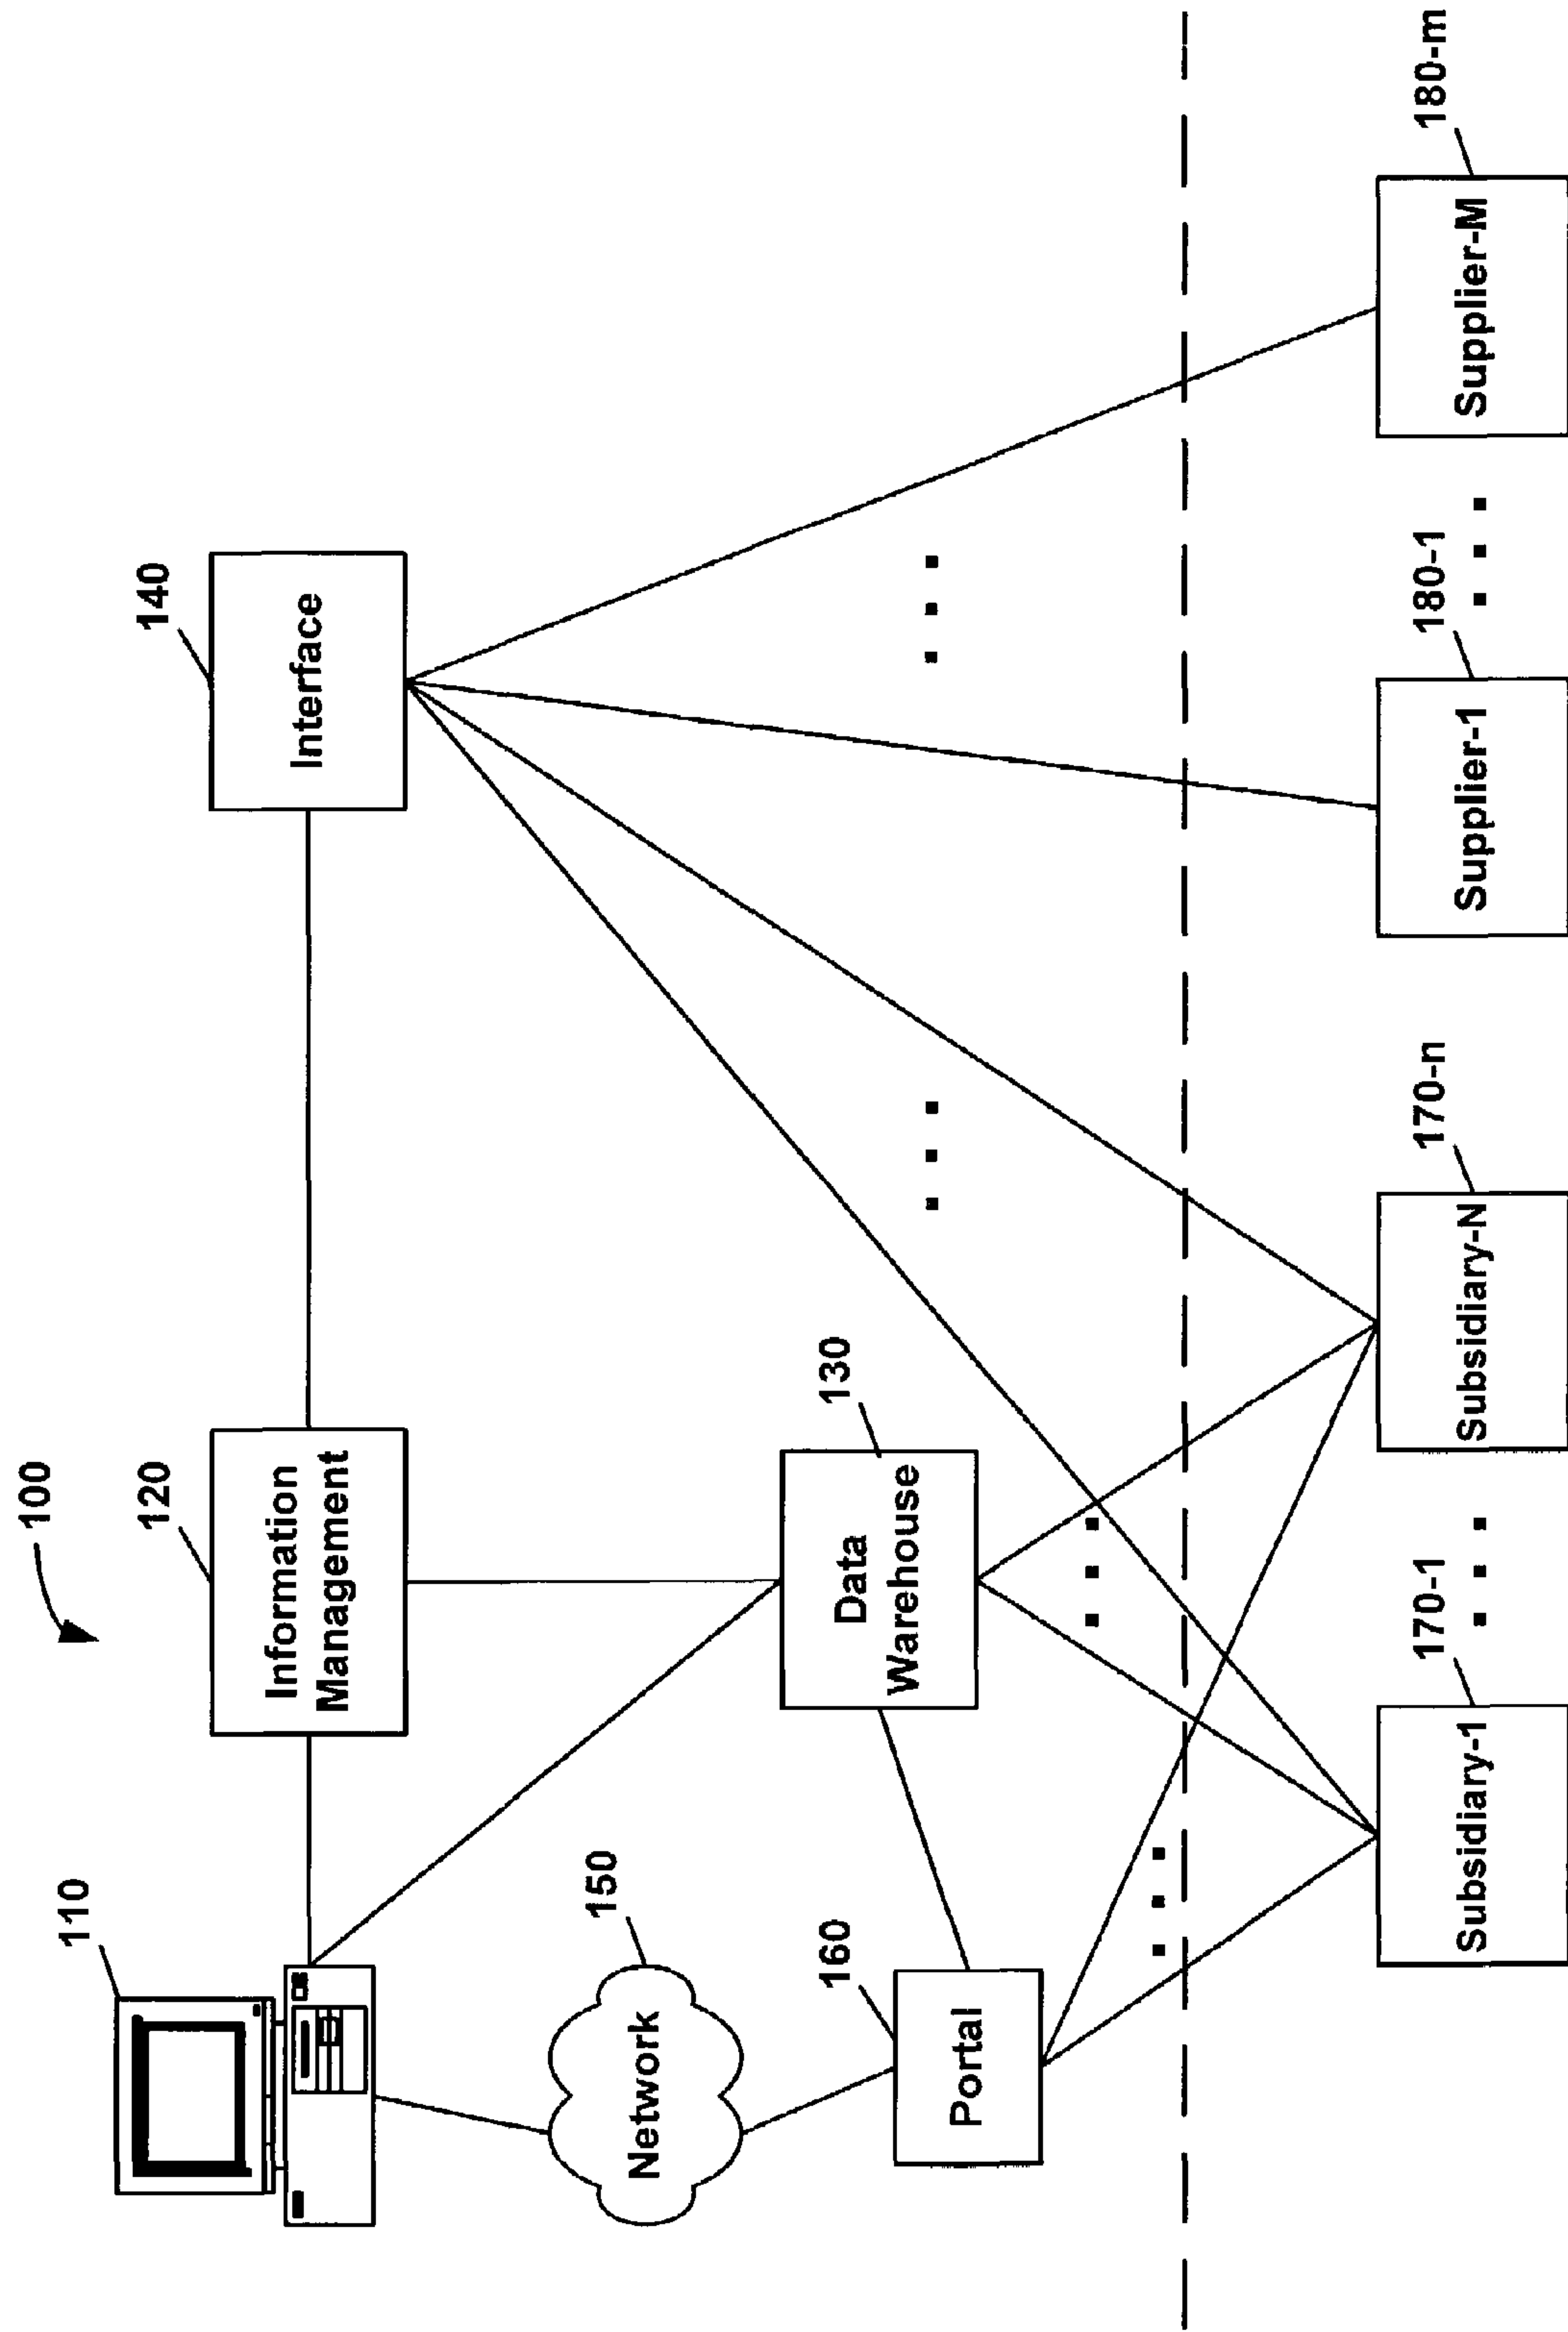 100
110
120
140
Information
Management
Interface
150
Network
130
Data
Warehouse
160
Portal
170-1
170-n
180-1
180-m
Subsidiary-1
Subsidiary-N
Supplier-1
Supplier-M